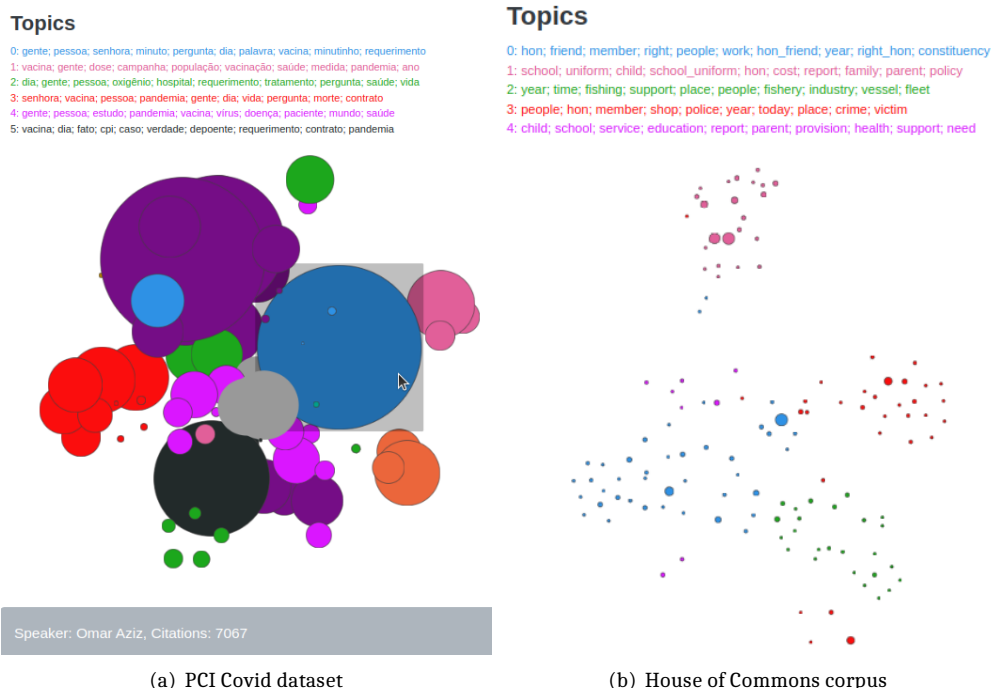 Topics
0: gente; pessoa; senhora; minuto; pergunta; dia; palavra; vacina; minutinho; requerimento
1: vacina; gente; dose; campanha; população; vacinação; saúde; medida; pandemia; ano
2: dia; gente; pessoa; oxigênio; hospital; requerimento; tratamento; pergunta; saúde; vida
3: senhora; vacina; pessoa; pandemia; gente; dia; vida; pergunta; morte; contrato
4: gente; pessoa; estudo; pandemia; vacina; vírus; doença; paciente; mundo; saúde
5: vacina; dia; fato; cpi; caso; verdade; depoente; requerimento; contrato; pandemia
Speaker: Omar Aziz, Citations: 7067
(a) PCI Covid dataset
Topics
0: hon; friend; member; right; people; work; hon_friend; year; right_hon; constituency
1: school; uniform; child; school_uniform; hon; cost; report; family; parent; policy
2: year; time; fishing; support; place; people; fishery; industry; vessel; fleet
3: people; hon; member; shop; police; year; today; place; crime; victim
4: child; school; service; education; report; parent; provision; health; support; need
(b) House of Commons corpus